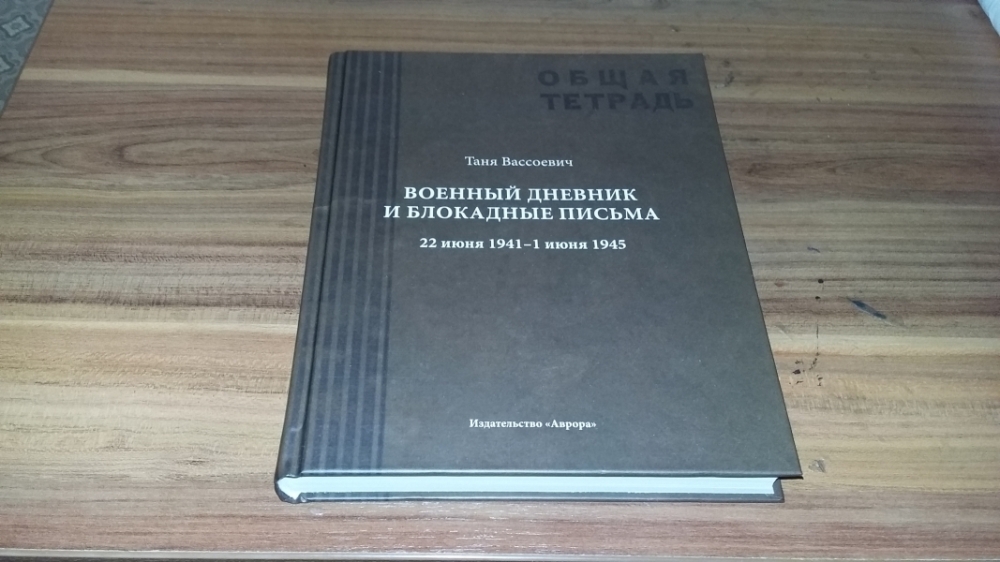 ОБЩАЯ
ТЕТРАДЬ
Таня Вассоевич
ВОЕННЫЙ ДНЕВНИК
И БЛОКАДНЫЕ ПИСЬМА
22 июня 1941–1 июня 1945
Издательство «Аврора»